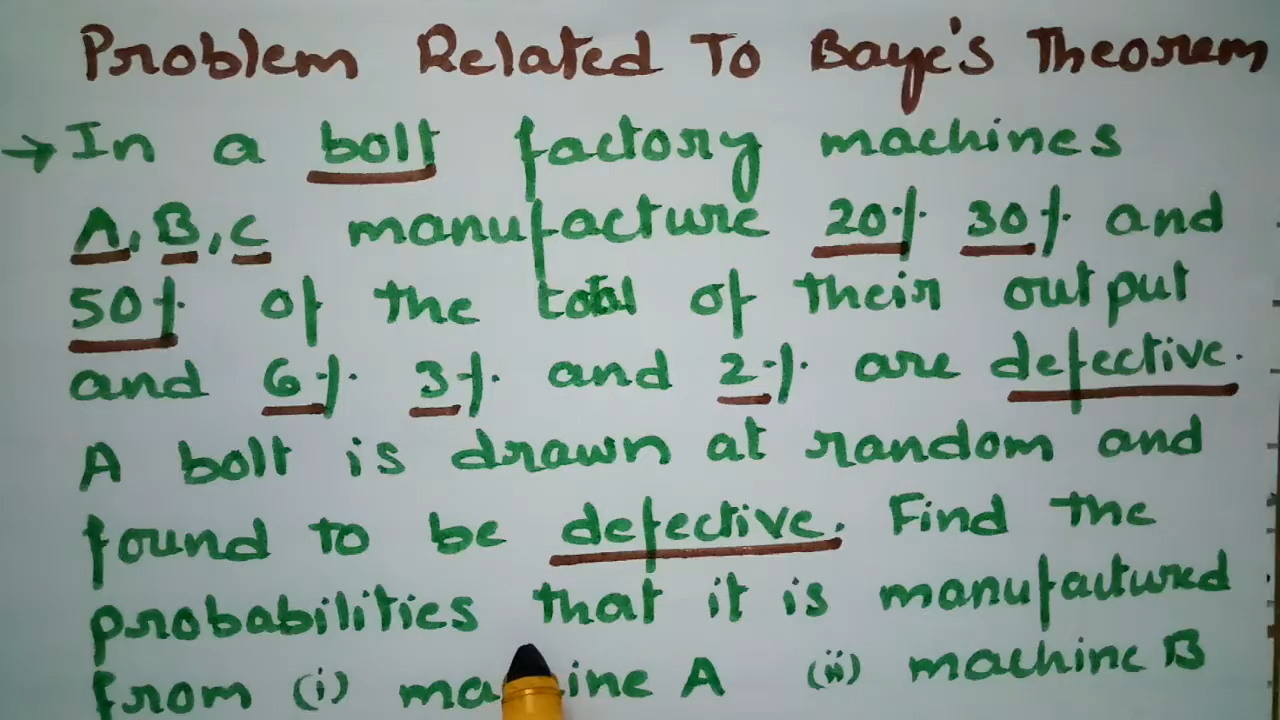 Problem Related To Baye's Theorem
→ In a bolt factory machines
A, B, C manufacture 20% 30% and
50% of the total of their output
and 6% 3% and 2% are defective.
A bolt is drawn at random and
found to be defective. Find the
probabilities that it is manufactured
from (i) machine A (ii) machine B